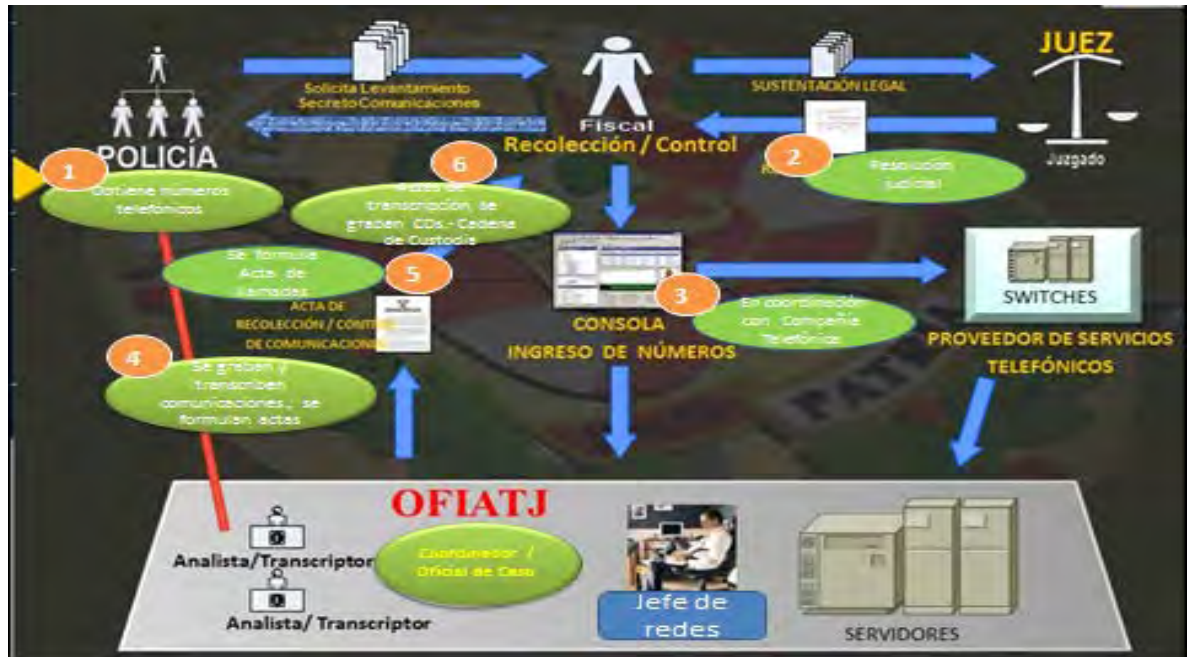 JUEZ
Solicita Levantamiento
Secreto Comunicaciones
SUSTENTACIÓN LEGAL
POLICÍA
Fiscal
Recolección / Control
Juzgado
1
Obtiene números
telefónicos
2
Resolución
judicial
6
Actas de
transcripción, se
graban CDs.- Cadena
de Custodia
Se formula
Acta de
llamadas
5
ACTA DE
RECOLECCIÓN / CONTROL
DE COMUNICACIONES
3
En coordinación
con Compañía
Telefónica
CONSOLA
INGRESO DE NÚMEROS
SWITCHES
PROVEEDOR DE SERVICIOS
TELEFÓNICOS
4
Se graban y
transcriben
comunicaciones, se
formulan actas
OFIATJ
Analista/Transcriptor
Analista/ Transcriptor
Coordinador /
Oficial de Caso
Jefe de
redes
SERVIDORES